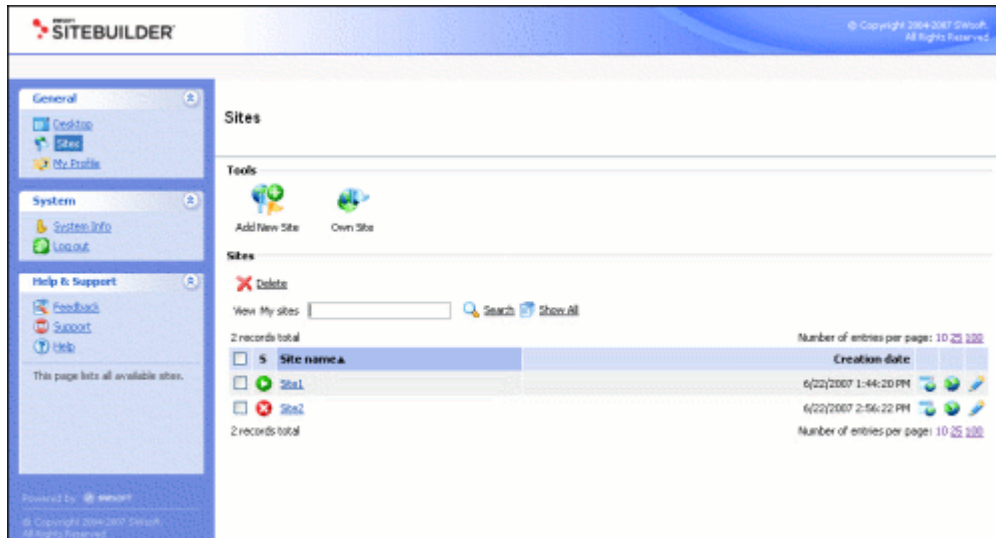 SWSOFT
SITEBUILDER
© Copyright 2004-2007 SWsoft.
All Rights Reserved
General
Desktop
Sites
My Profile
System
System Info
Log out
Help & Support
Feedback
Support
Help
This page lists all available sites.
Powered by SWSOFT
© Copyright 2004-2007 SWsoft.
All Rights Reserved
Sites
Tools
Add New Site Own Site
Sites
Delete
View My sites Search Show All
2 records total Number of entries per page: 10 25 100
S Site name Creation date
Site1 6/22/2007 1:44:20 PM
Site2 6/22/2007 2:56:22 PM
2 records total Number of entries per page: 10 25 100